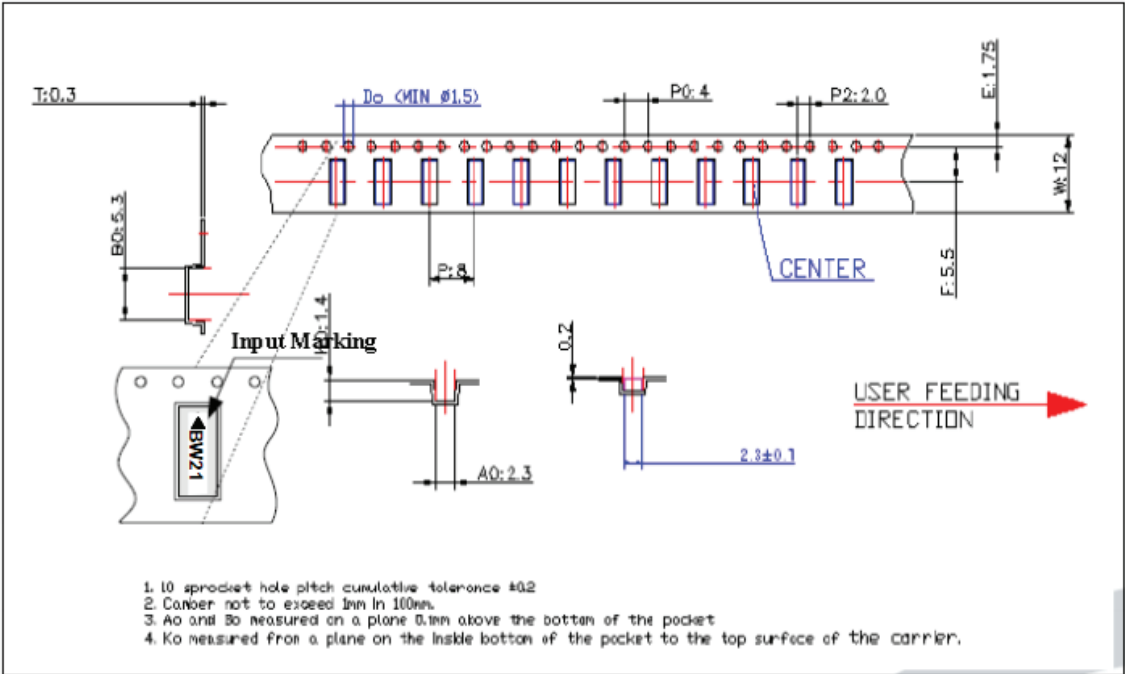 T:0.3
Do (MIN Ø1.5)
P0:4
P2:2.0
E:1.75
W:12
F:5.5
B0:5.3
P:8
CENTER
Input Marking
K0:1.4
0.2
USER FEEDING
DIRECTION
◀BW21
A0:2.3
2.3±0.1
1. 10 sprocket hole pitch cumulative tolerance ±0.2
2. Camber not to exceed 1mm in 100mm.
3. Ao and Bo measured on a plane 0.1mm above the bottom of the pocket
4. Ko measured from a plane on the inside bottom of the pocket to the top surface of the carrier.